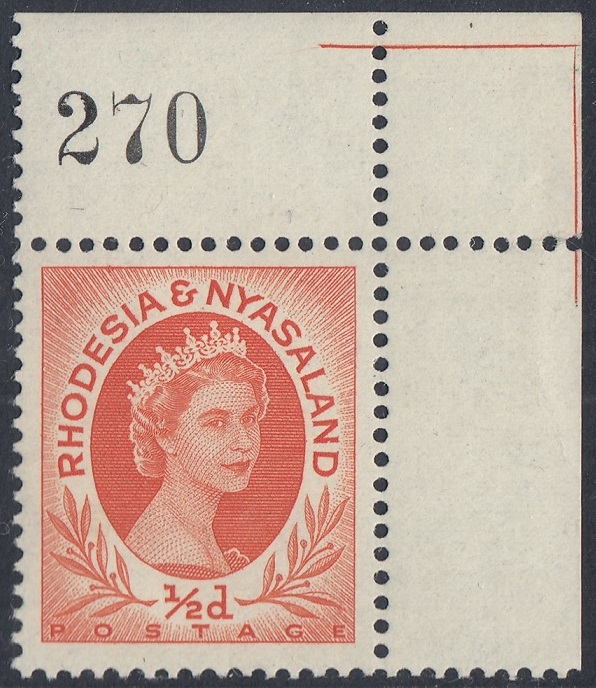 270
RHODESIA & NYASALAND
½d
POSTAGE